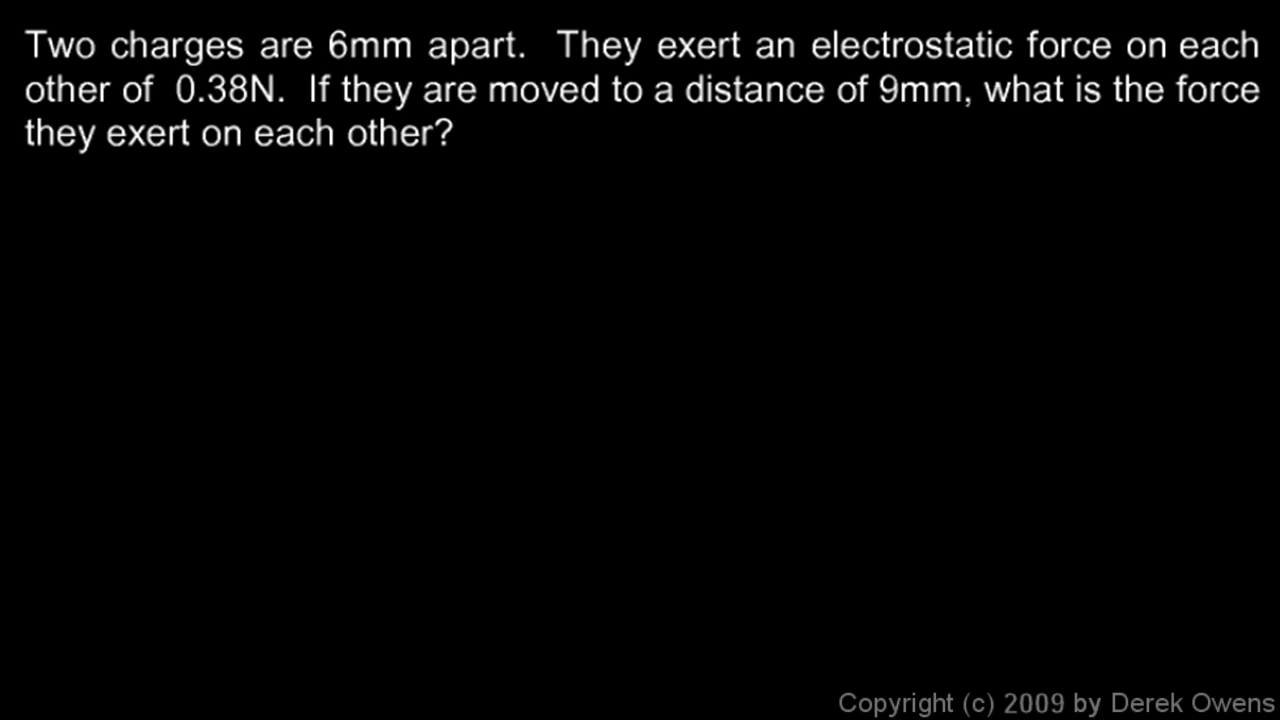 Two charges are 6mm apart. They exert an electrostatic force on each
other of 0.38N. If they are moved to a distance of 9mm, what is the force
they exert on each other?
Copyright (c) 2009 by Derek Owens